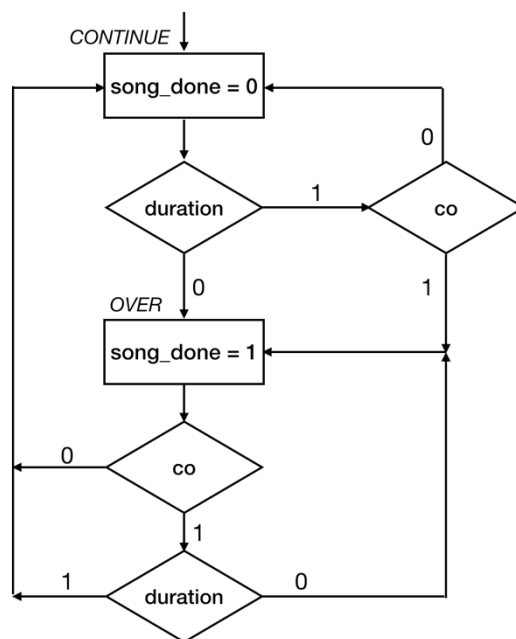 CONTINUE
song_done = 0
0
duration
1
co
0
1
OVER
song_done = 1
0
co
1
1
duration
0